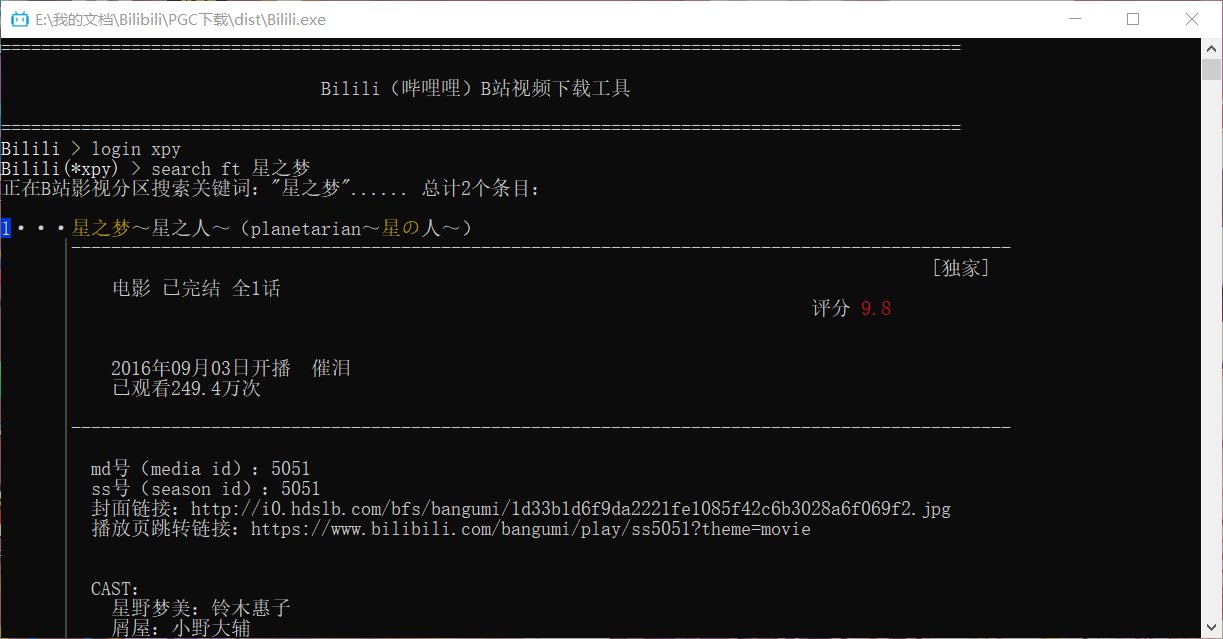 E:\我的文档\Bilibili\PGC下载\dist\Bilili.exe
================================================================================================
Bilili（哔哩哩）B站视频下载工具
================================================================================================
Bilili > login xpy
Bilili(*xpy) > search ft 星之梦
正在B站影视分区搜索关键词："星之梦"...... 总计2个条目：
1···星之梦～星之人～（planetarian～星の人～）
[独家]
电影 已完结 全1话
评分 9.8
2016年09月03日开播 催泪
已观看249.4万次
md号（media id）：5051
ss号（season id）：5051
封面链接：http://i0.hdslb.com/bfs/bangumi/1d33b1d6f9da2221fe1085f42c6b3028a6f069f2.jpg
播放页跳转链接：https://www.bilibili.com/bangumi/play/ss5051?theme=movie
CAST：
星野梦美：铃木惠子
屑屋：小野大辅